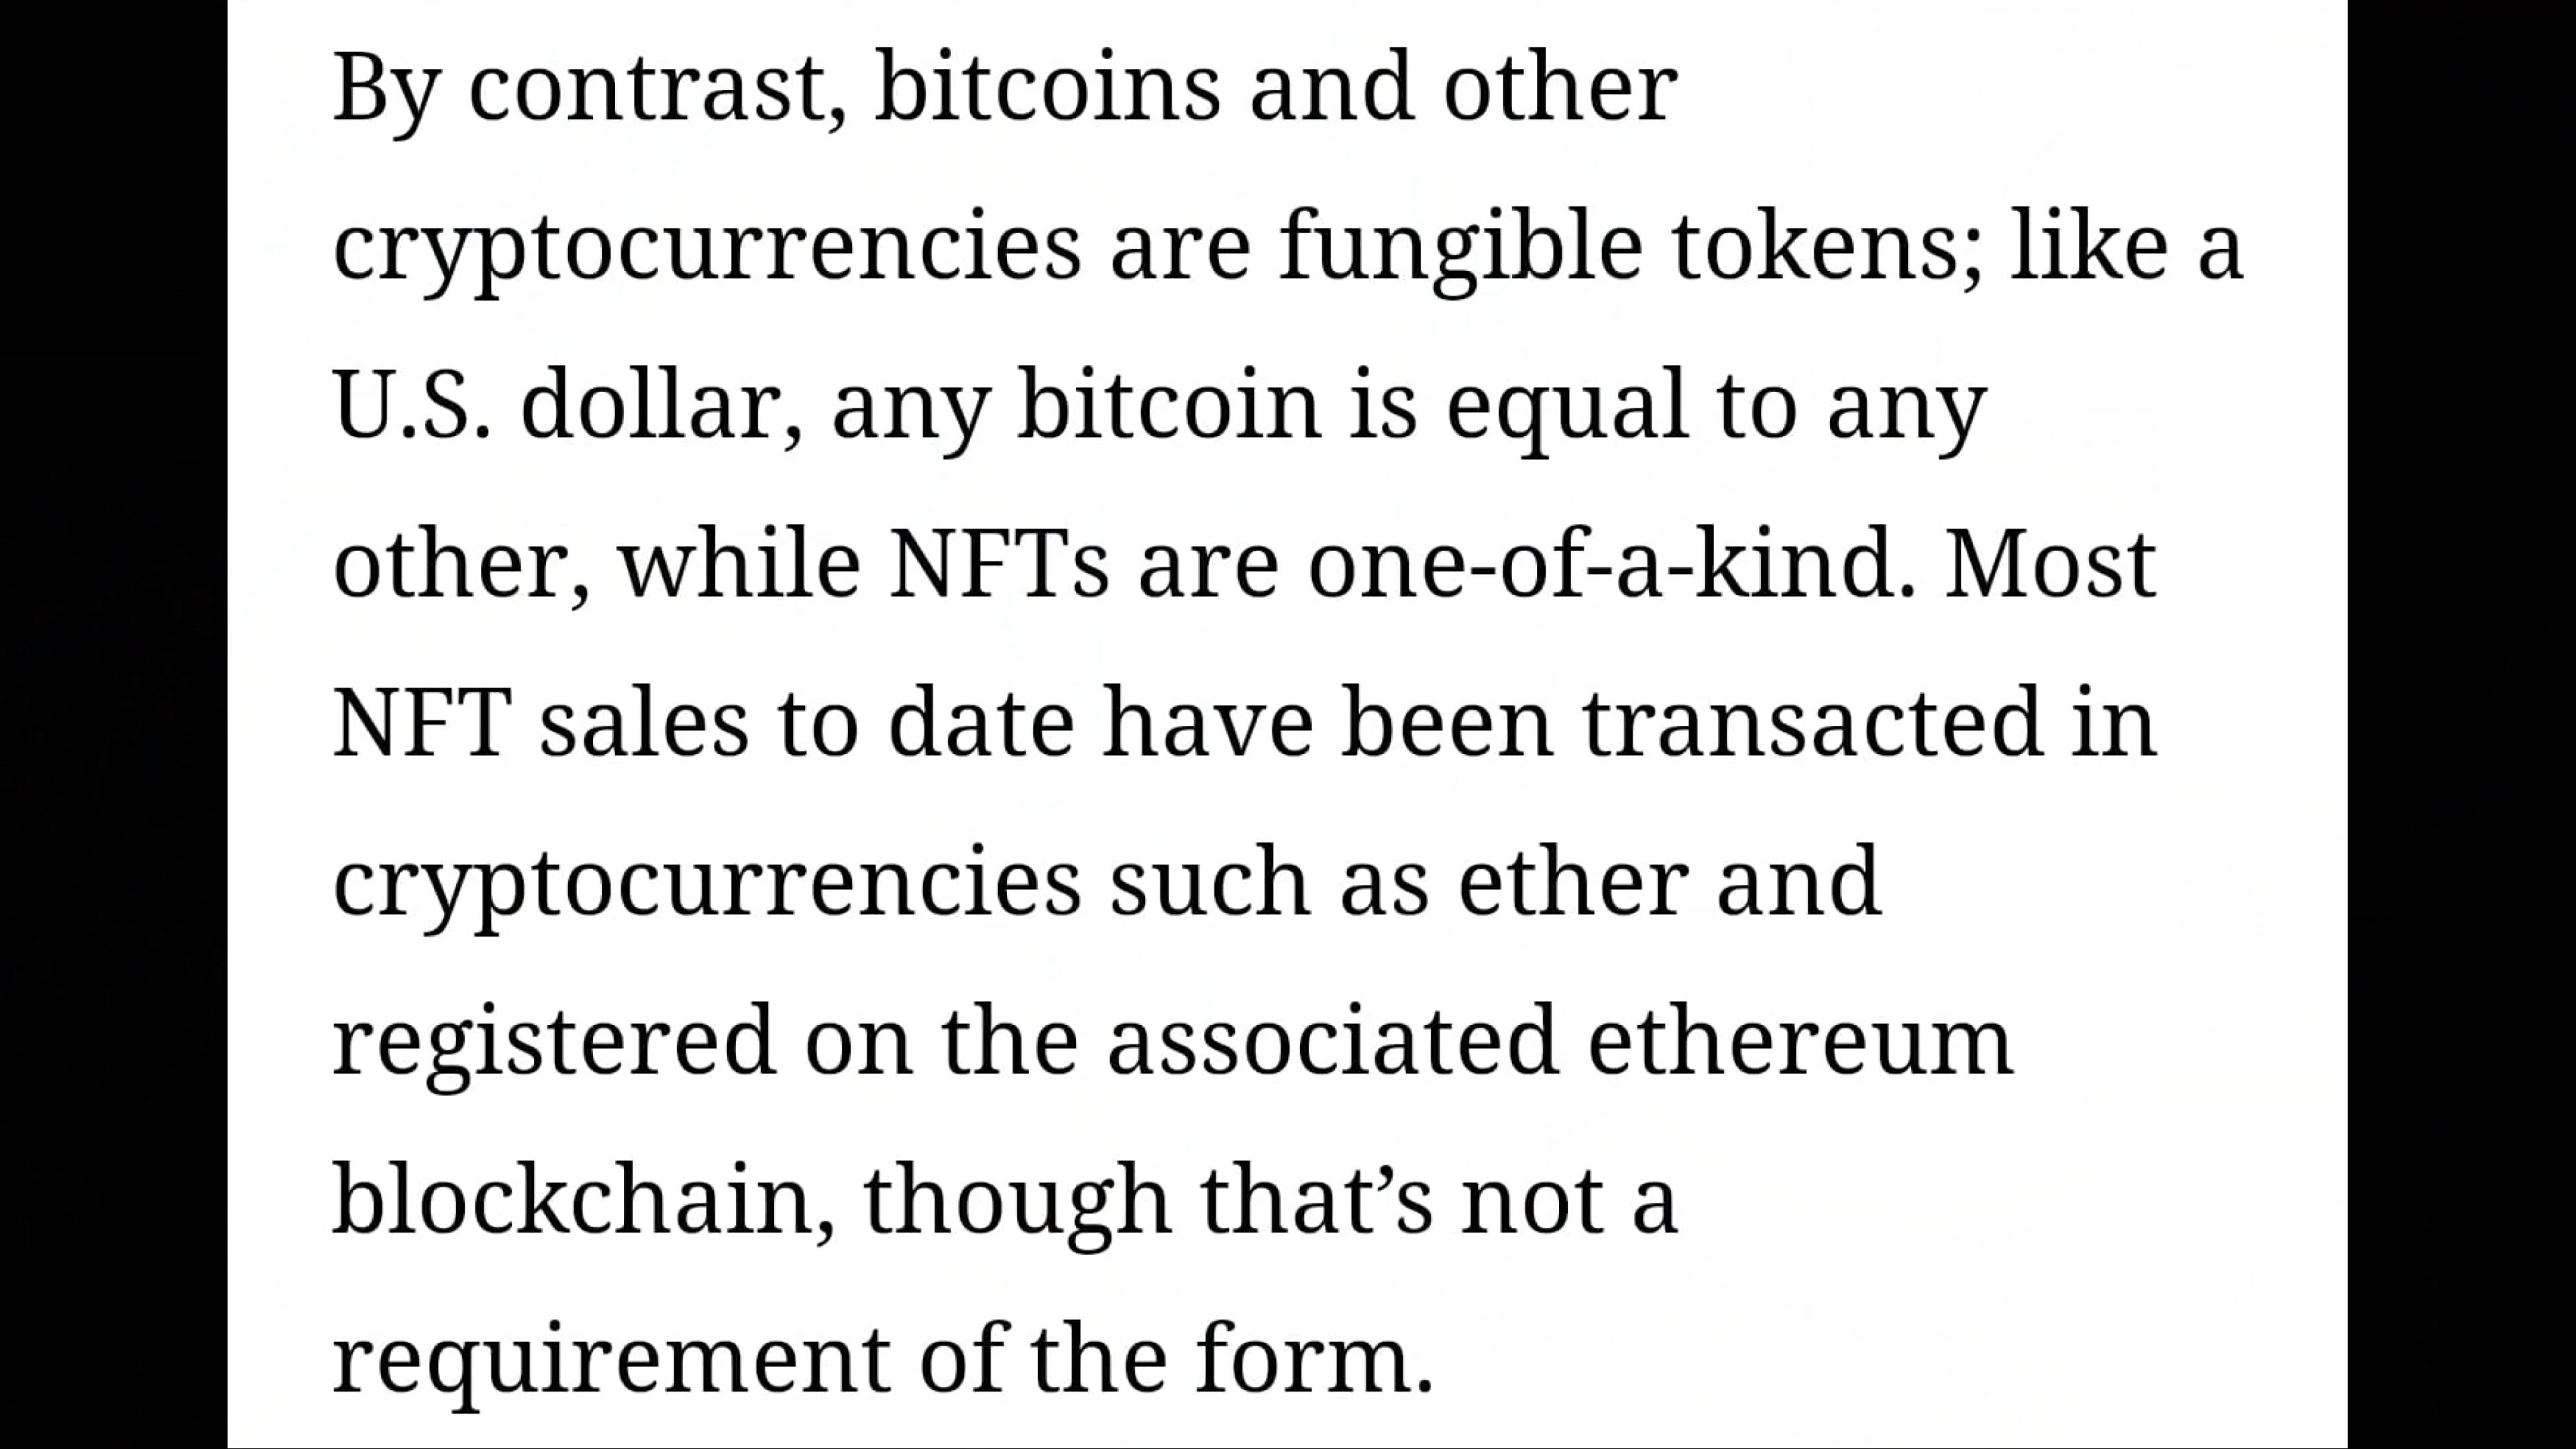 By contrast, bitcoins and other
cryptocurrencies are fungible tokens; like a
U.S. dollar, any bitcoin is equal to any
other, while NFTs are one-of-a-kind. Most
NFT sales to date have been transacted in
cryptocurrencies such as ether and
registered on the associated ethereum
blockchain, though that’s not a
requirement of the form.